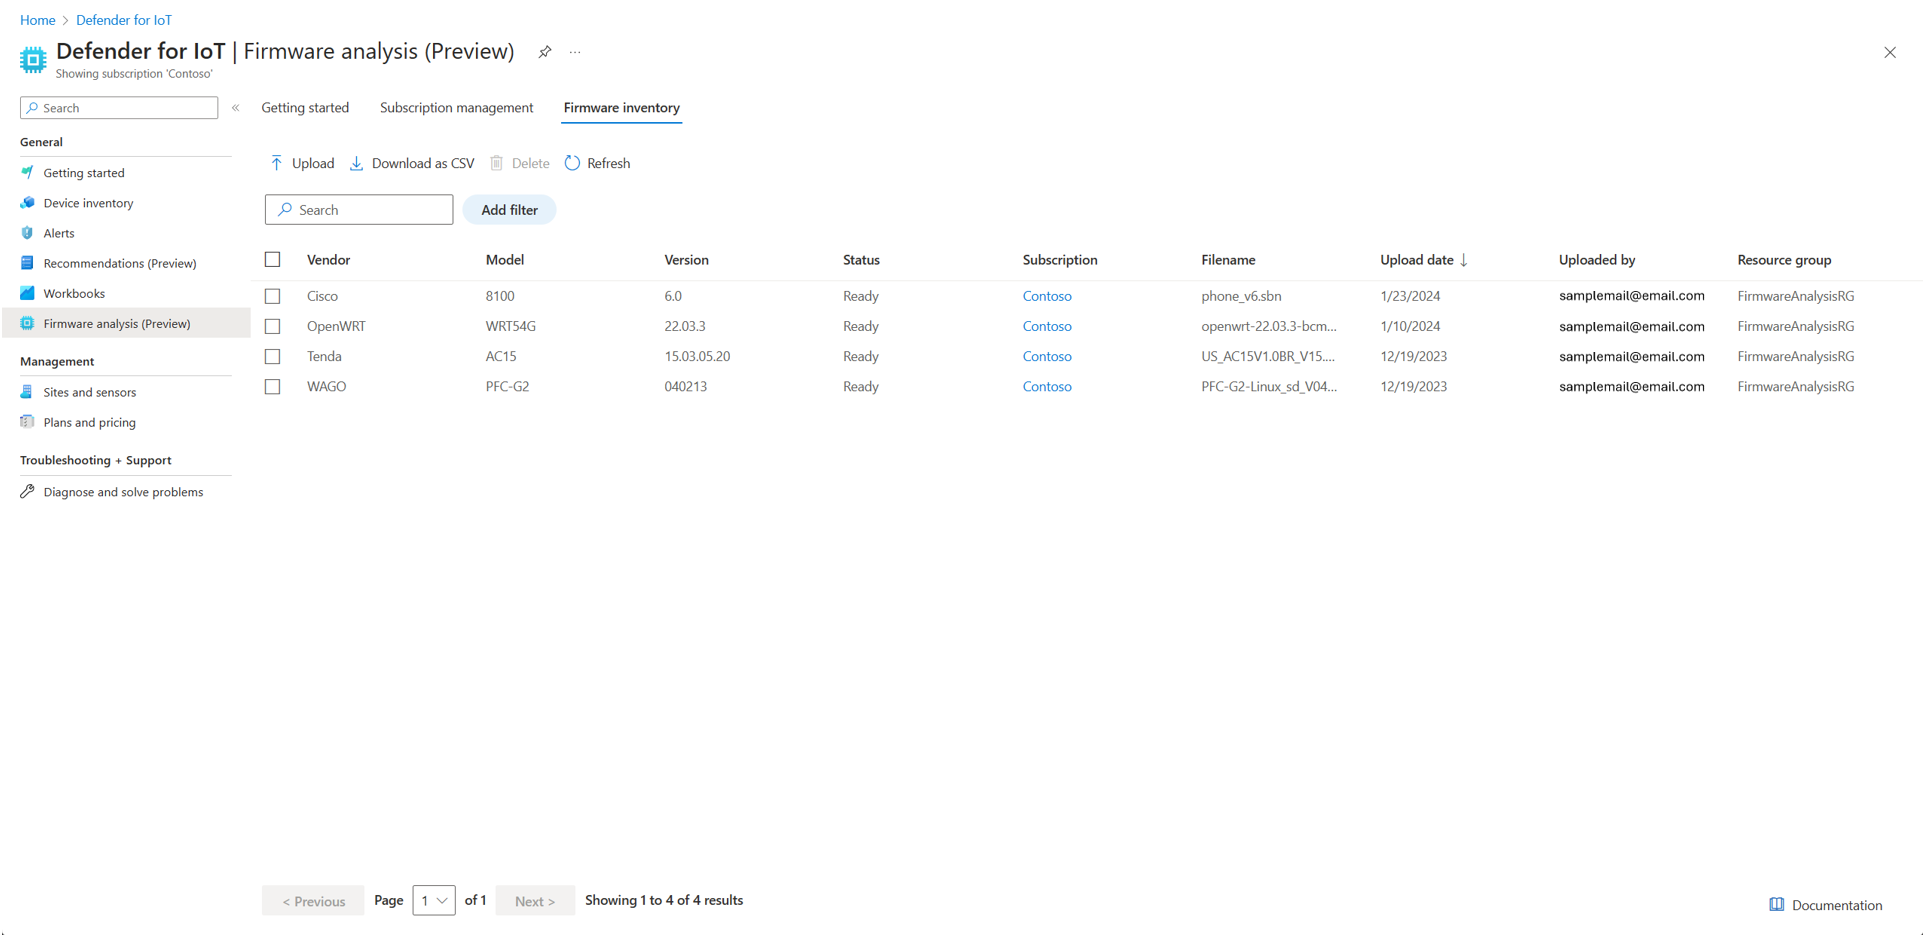 Home > Defender for IoT
Defender for IoT | Firmware analysis (Preview) ...
Showing subscription 'Contoso'
Search «
General
Getting started
Device inventory
Alerts
Recommendations (Preview)
Workbooks
Firmware analysis (Preview)
Management
Sites and sensors
Plans and pricing
Troubleshooting + Support
Diagnose and solve problems
Getting started Subscription management Firmware inventory
Upload Download as CSV Delete Refresh
Search Add filter
Vendor Model Version Status Subscription Filename Upload date ↓ Uploaded by Resource group
Cisco 8100 6.0 Ready Contoso phone_v6.sbn 1/23/2024 samplemail@email.com FirmwareAnalysisRG
OpenWRT WRT54G 22.03.3 Ready Contoso openwrt-22.03.3-bcm... 1/10/2024 samplemail@email.com FirmwareAnalysisRG
Tenda AC15 15.03.05.20 Ready Contoso US_AC15V1.0BR_V15.... 12/19/2023 samplemail@email.com FirmwareAnalysisRG
WAGO PFC-G2 040213 Ready Contoso PFC-G2-Linux_sd_V04... 12/19/2023 samplemail@email.com FirmwareAnalysisRG
< Previous Page 1 of 1 Next > Showing 1 to 4 of 4 results
Documentation